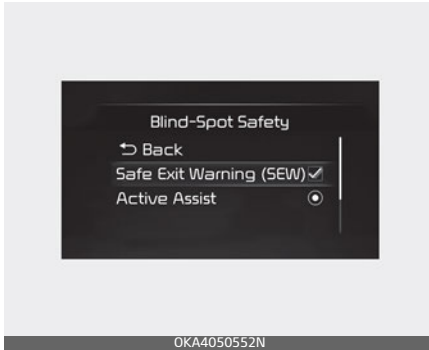 Blind-Spot Safety
Back
Safe Exit Warning (SEW)
Active Assist
OKA4050552N